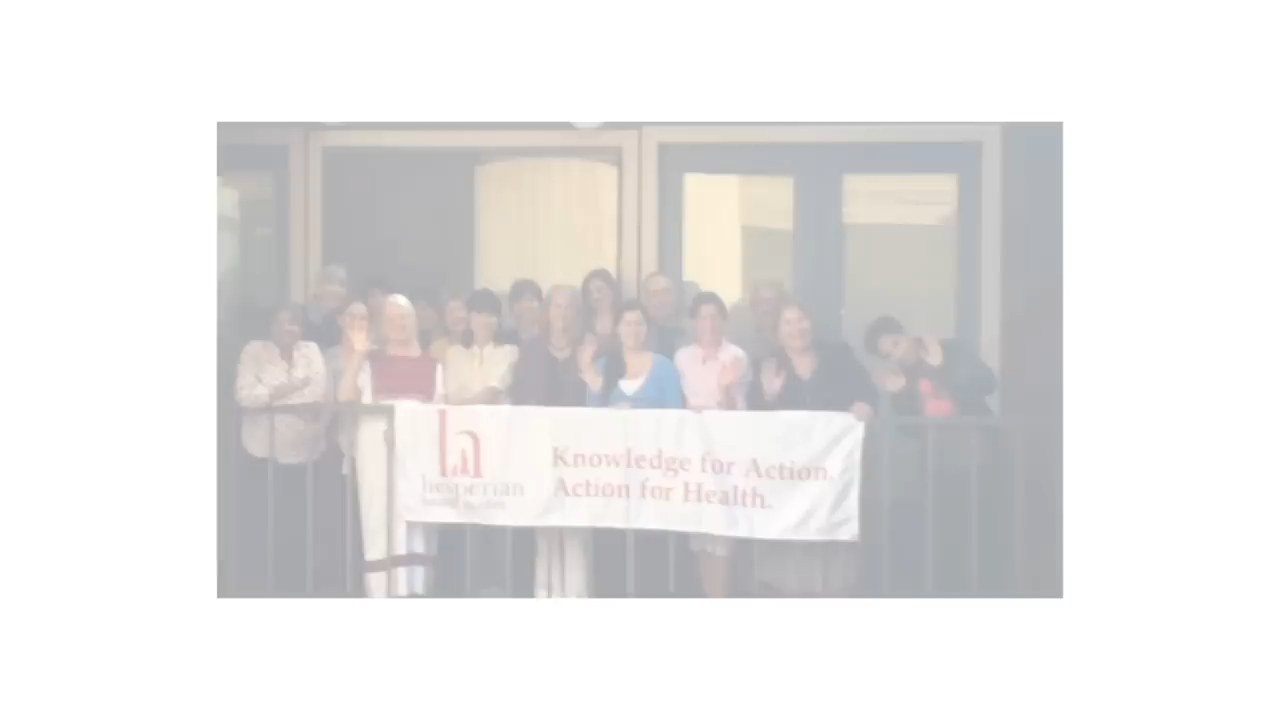 hesperian
Knowledge for Action.
Action for Health.